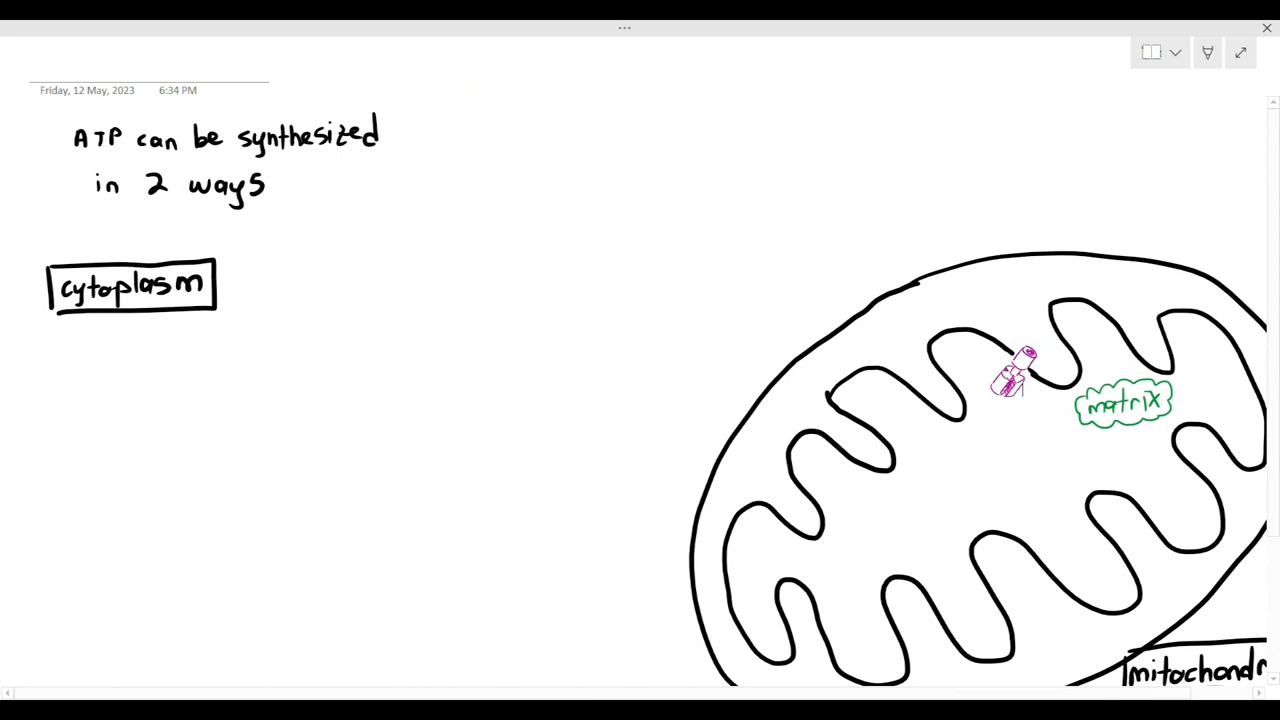 Friday, 12 May, 2023 6:34 PM
ATP can be synthesized
in 2 ways
cytoplasm
matrix
mitochondr